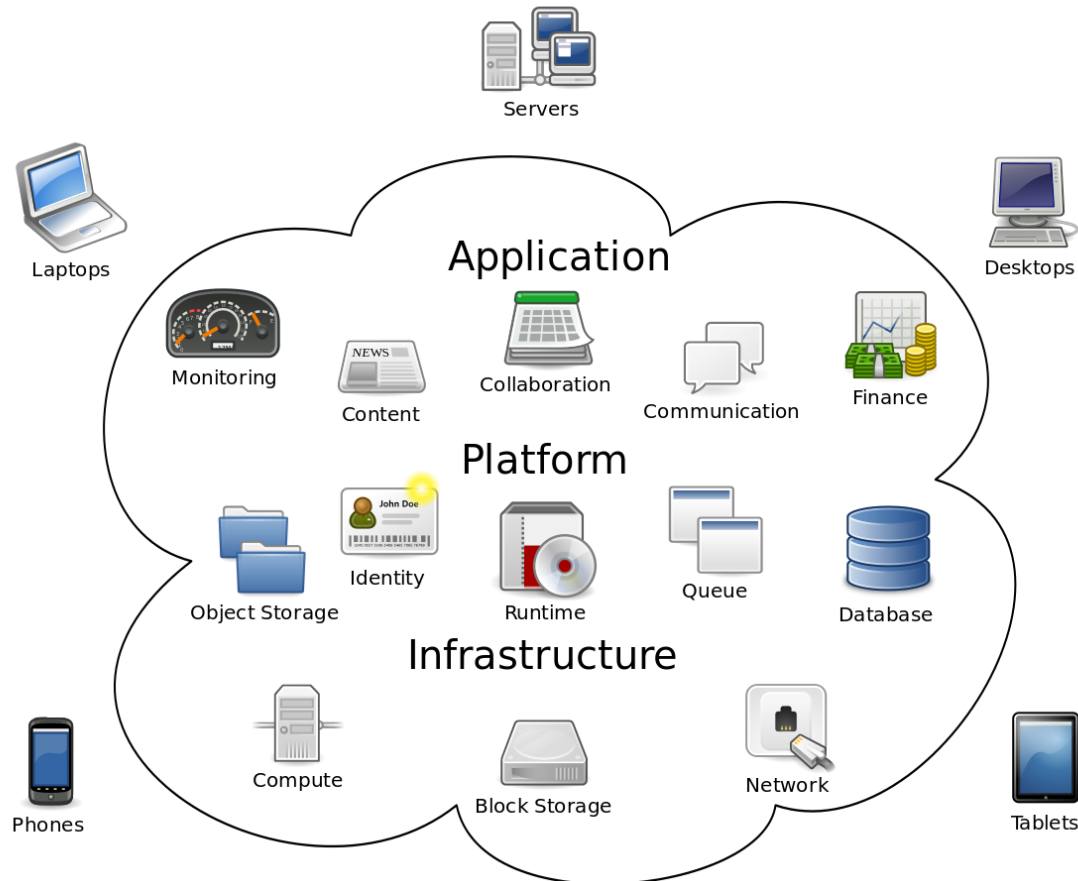 Servers
Laptops
Desktops
Application
Monitoring
NEWS
Content
Collaboration
Communication
Finance
Platform
Object Storage
John Doe
Identity
Runtime
Queue
Database
Infrastructure
Compute
Block Storage
Network
Phones
Tablets